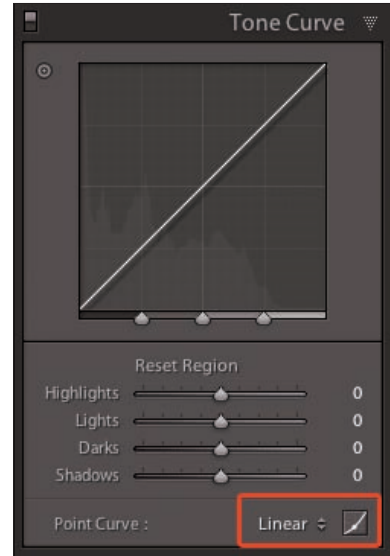 Tone Curve
Reset Region
Highlights 0
Lights 0
Darks 0
Shadows 0
Point Curve : Linear